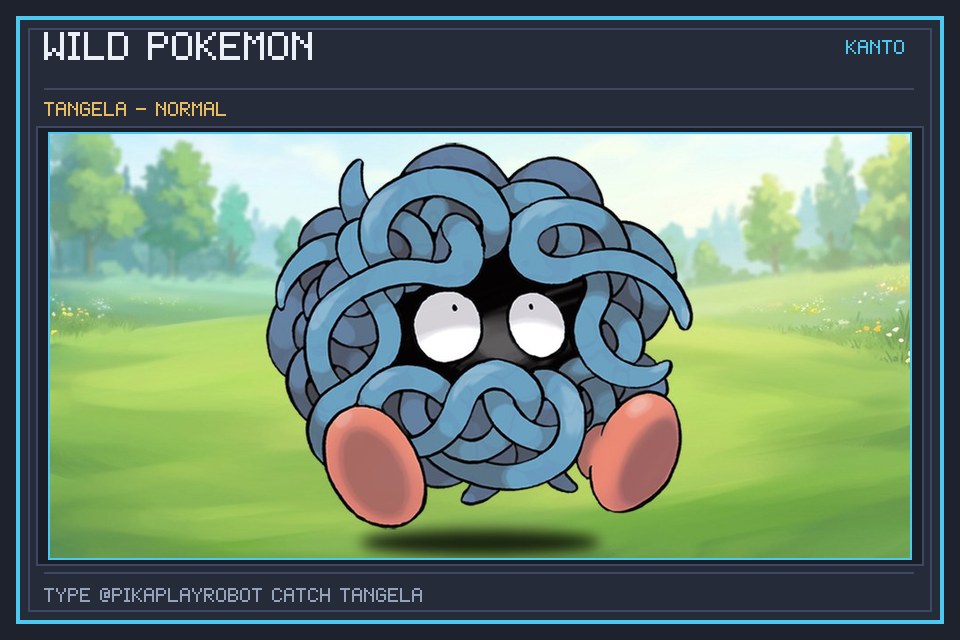 WILD POKEMON
KANTO
TANGELA - NORMAL
TYPE @PIKAPLAYROBOT CATCH TANGELA